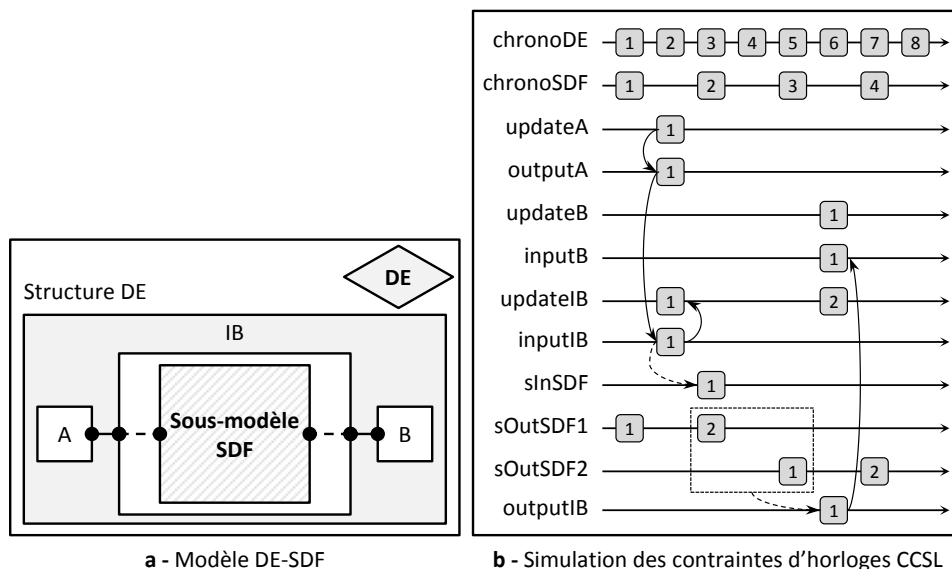 DE
Structure DE
IB
A
Sous-modèle
SDF
B
a - Modèle DE-SDF
chronoDE 1 2 3 4 5 6 7 8
chronoSDF 1 2 3 4
updateA 1
outputA 1
updateB 1
inputB 1
updateIB 1 2
inputIB 1
sInSDF 1
sOutSDF1 1 2
sOutSDF2 1 2
outputIB 1
b - Simulation des contraintes d'horloges CCSL